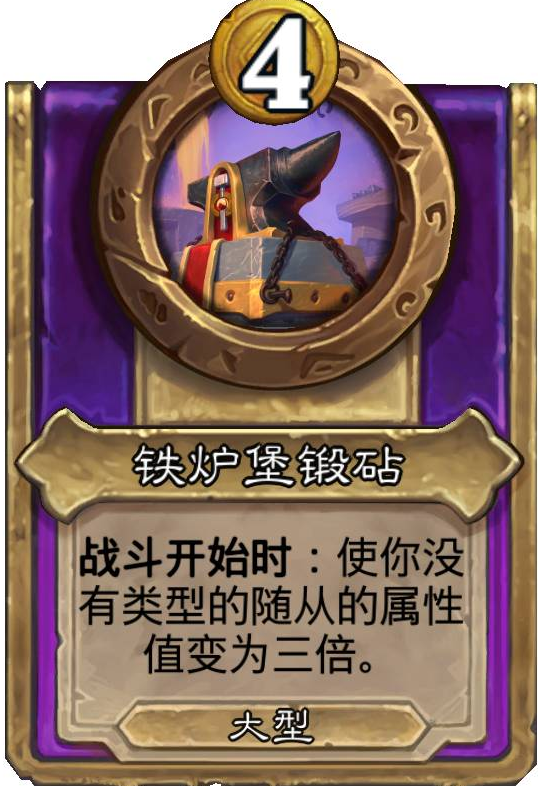 4
铁炉堡锻砧
战斗开始时：使你没
有类型的随从的属性
值变为三倍。
大型